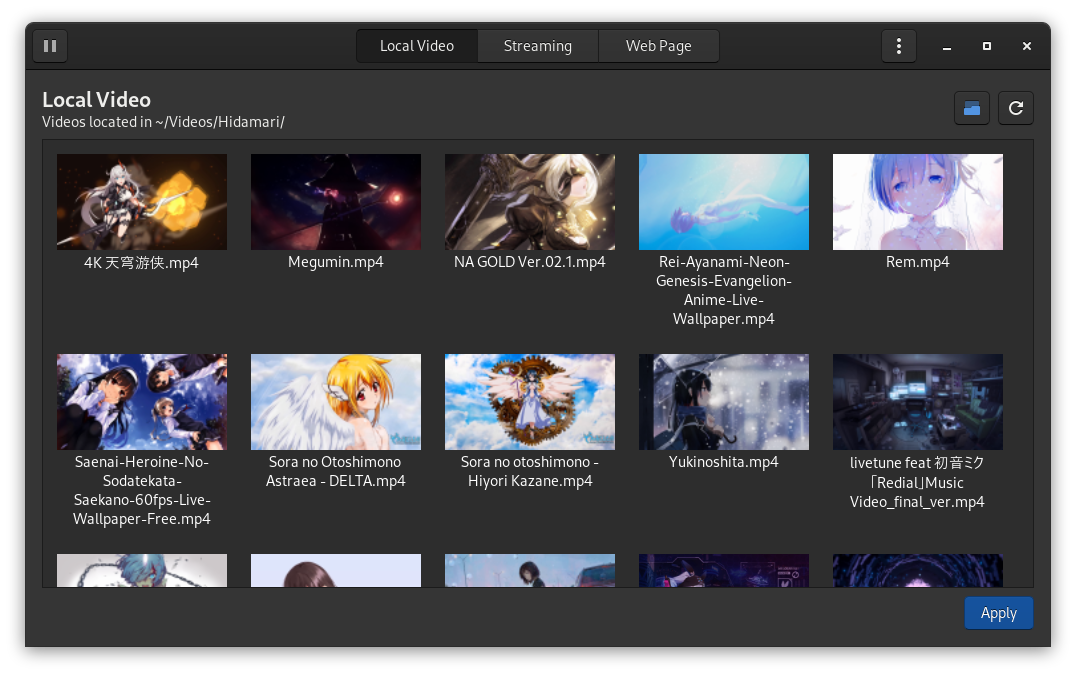 Local Video
Streaming
Web Page
Local Video
Videos located in ~/Videos/Hidamari/
4K 天穹游侠.mp4
Megumin.mp4
NA GOLD Ver.02.1.mp4
Rei-Ayanami-Neon-
Genesis-Evangelion-
Anime-Live-
Wallpaper.mp4
Rem.mp4
Saenai-Heroine-No-
Sodatekata-
Saekano-60fps-Live-
Wallpaper-Free.mp4
Sora no Otoshimono
Astraea - DELTA.mp4
Sora no otoshimono -
Hiyori Kazane.mp4
Yukinoshita.mp4
livetune feat 初音ミク
「Redial」Music
Video_final_ver.mp4
Apply